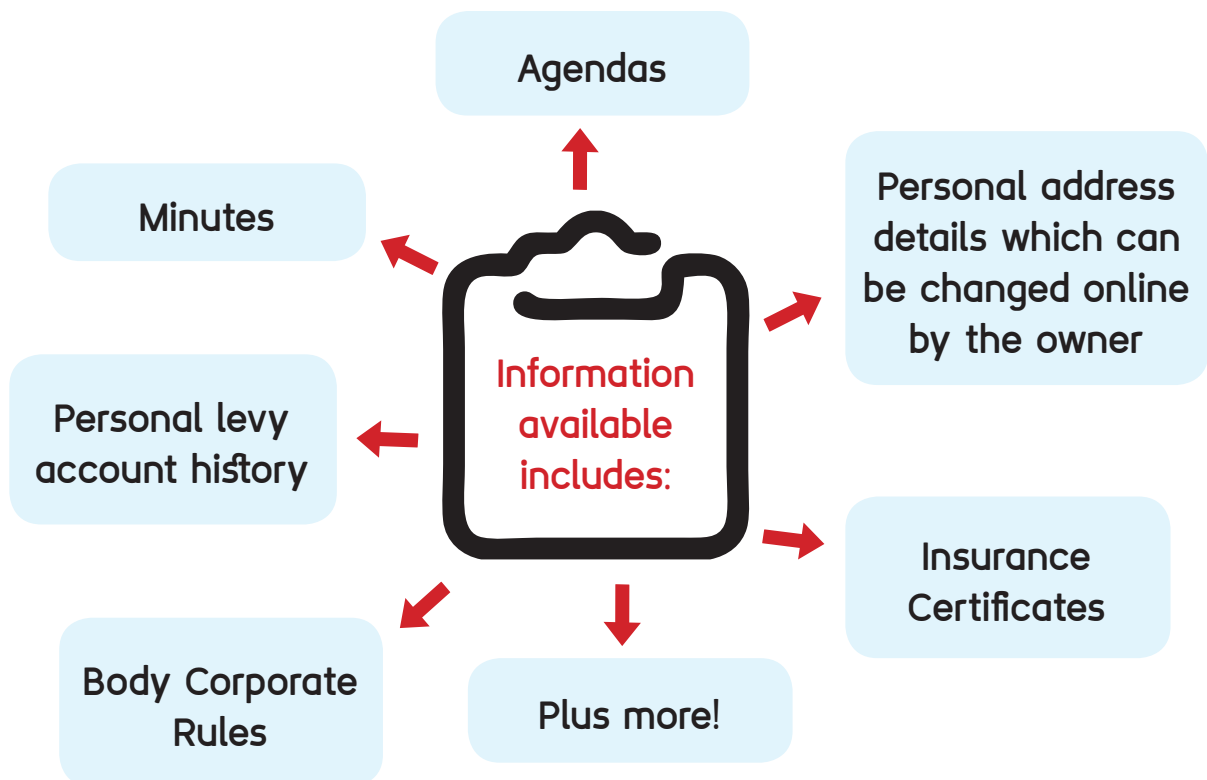 Agendas
Minutes
Personal address
details which can
be changed online
by the owner
Information
available
includes:
Personal levy
account history
Insurance
Certificates
Body Corporate
Rules
Plus more!